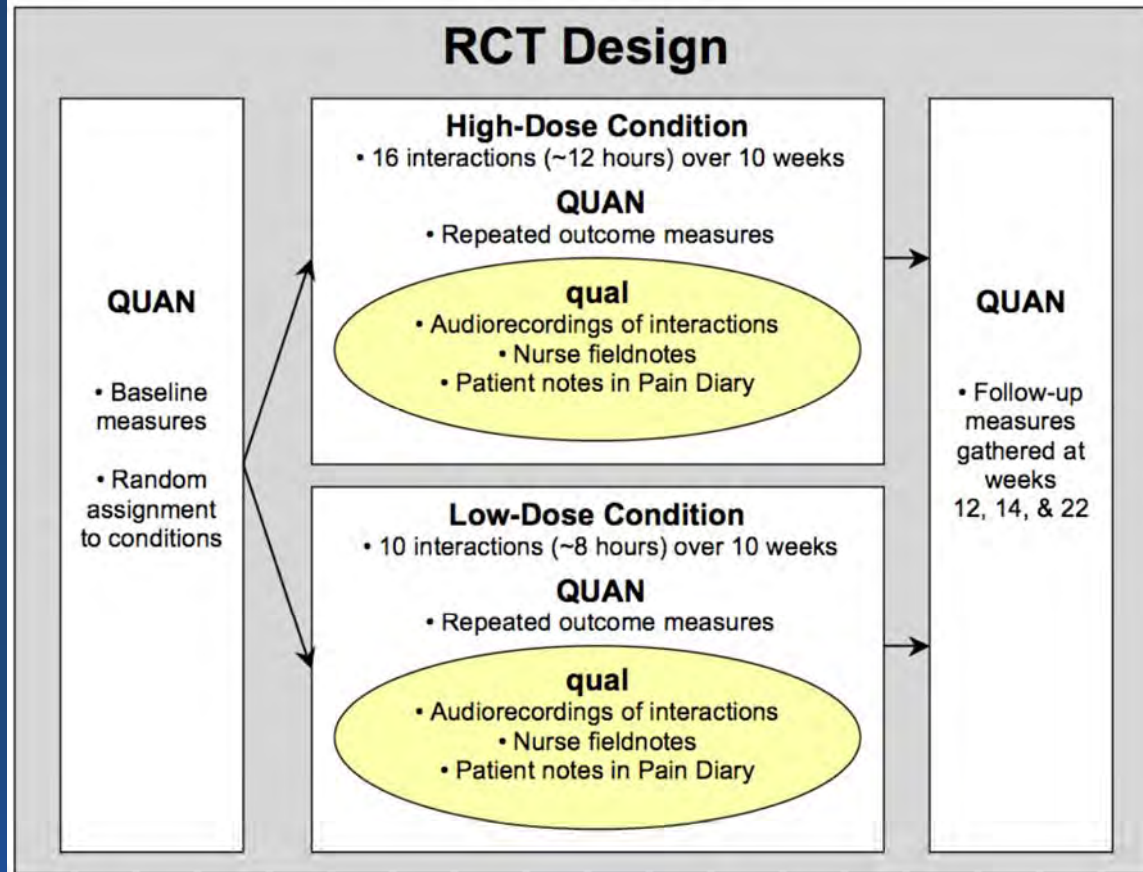 RCT Design
QUAN
• Baseline
measures
• Random
assignment
to conditions
High-Dose Condition
• 16 interactions (~12 hours) over 10 weeks
QUAN
• Repeated outcome measures
qual
• Audiorecordings of interactions
• Nurse fieldnotes
• Patient notes in Pain Diary
Low-Dose Condition
• 10 interactions (~8 hours) over 10 weeks
QUAN
• Repeated outcome measures
qual
• Audiorecordings of interactions
• Nurse fieldnotes
• Patient notes in Pain Diary
QUAN
• Follow-up
measures
gathered at
weeks
12, 14, & 22